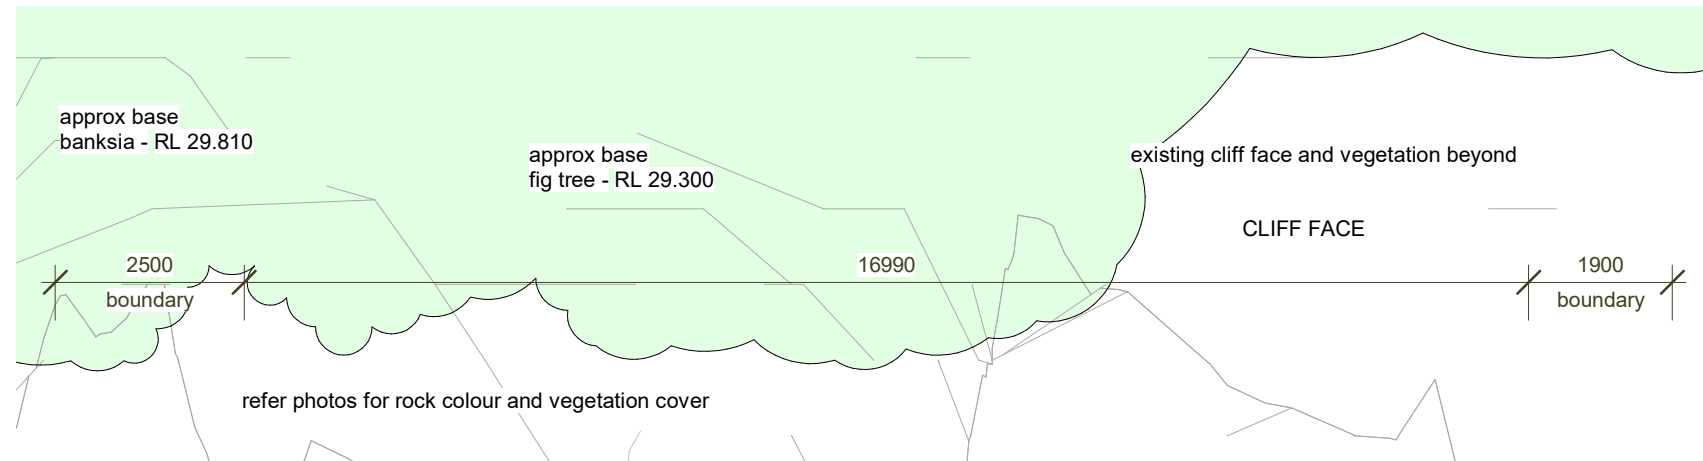 approx base
banksia - RL 29.810
approx base
fig tree - RL 29.300
existing cliff face and vegetation beyond
CLIFF FACE
2500
16990
1900
boundary
boundary
refer photos for rock colour and vegetation cover